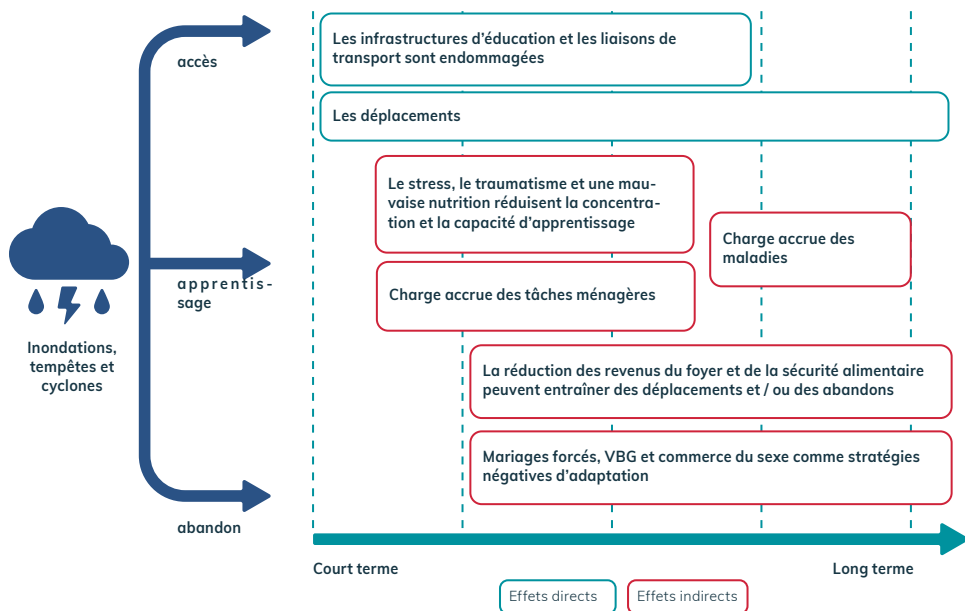 accès
Les infrastructures d’éducation et les liaisons de
transport sont endommagées
Les déplacements
Le stress, le traumatisme et une mau-
vaise nutrition réduisent la concentra-
tion et la capacité d’apprentissage
Charge accrue des
maladies
apprentis-
sage
Charge accrue des tâches ménagères
Inondations,
tempêtes et
cyclones
La réduction des revenus du foyer et de la sécurité alimentaire
peuvent entraîner des déplacements et / ou des abandons
Mariages forcés, VBG et commerce du sexe comme stratégies
négatives d’adaptation
abandon
Court terme
Long terme
Effets directs
Effets indirects